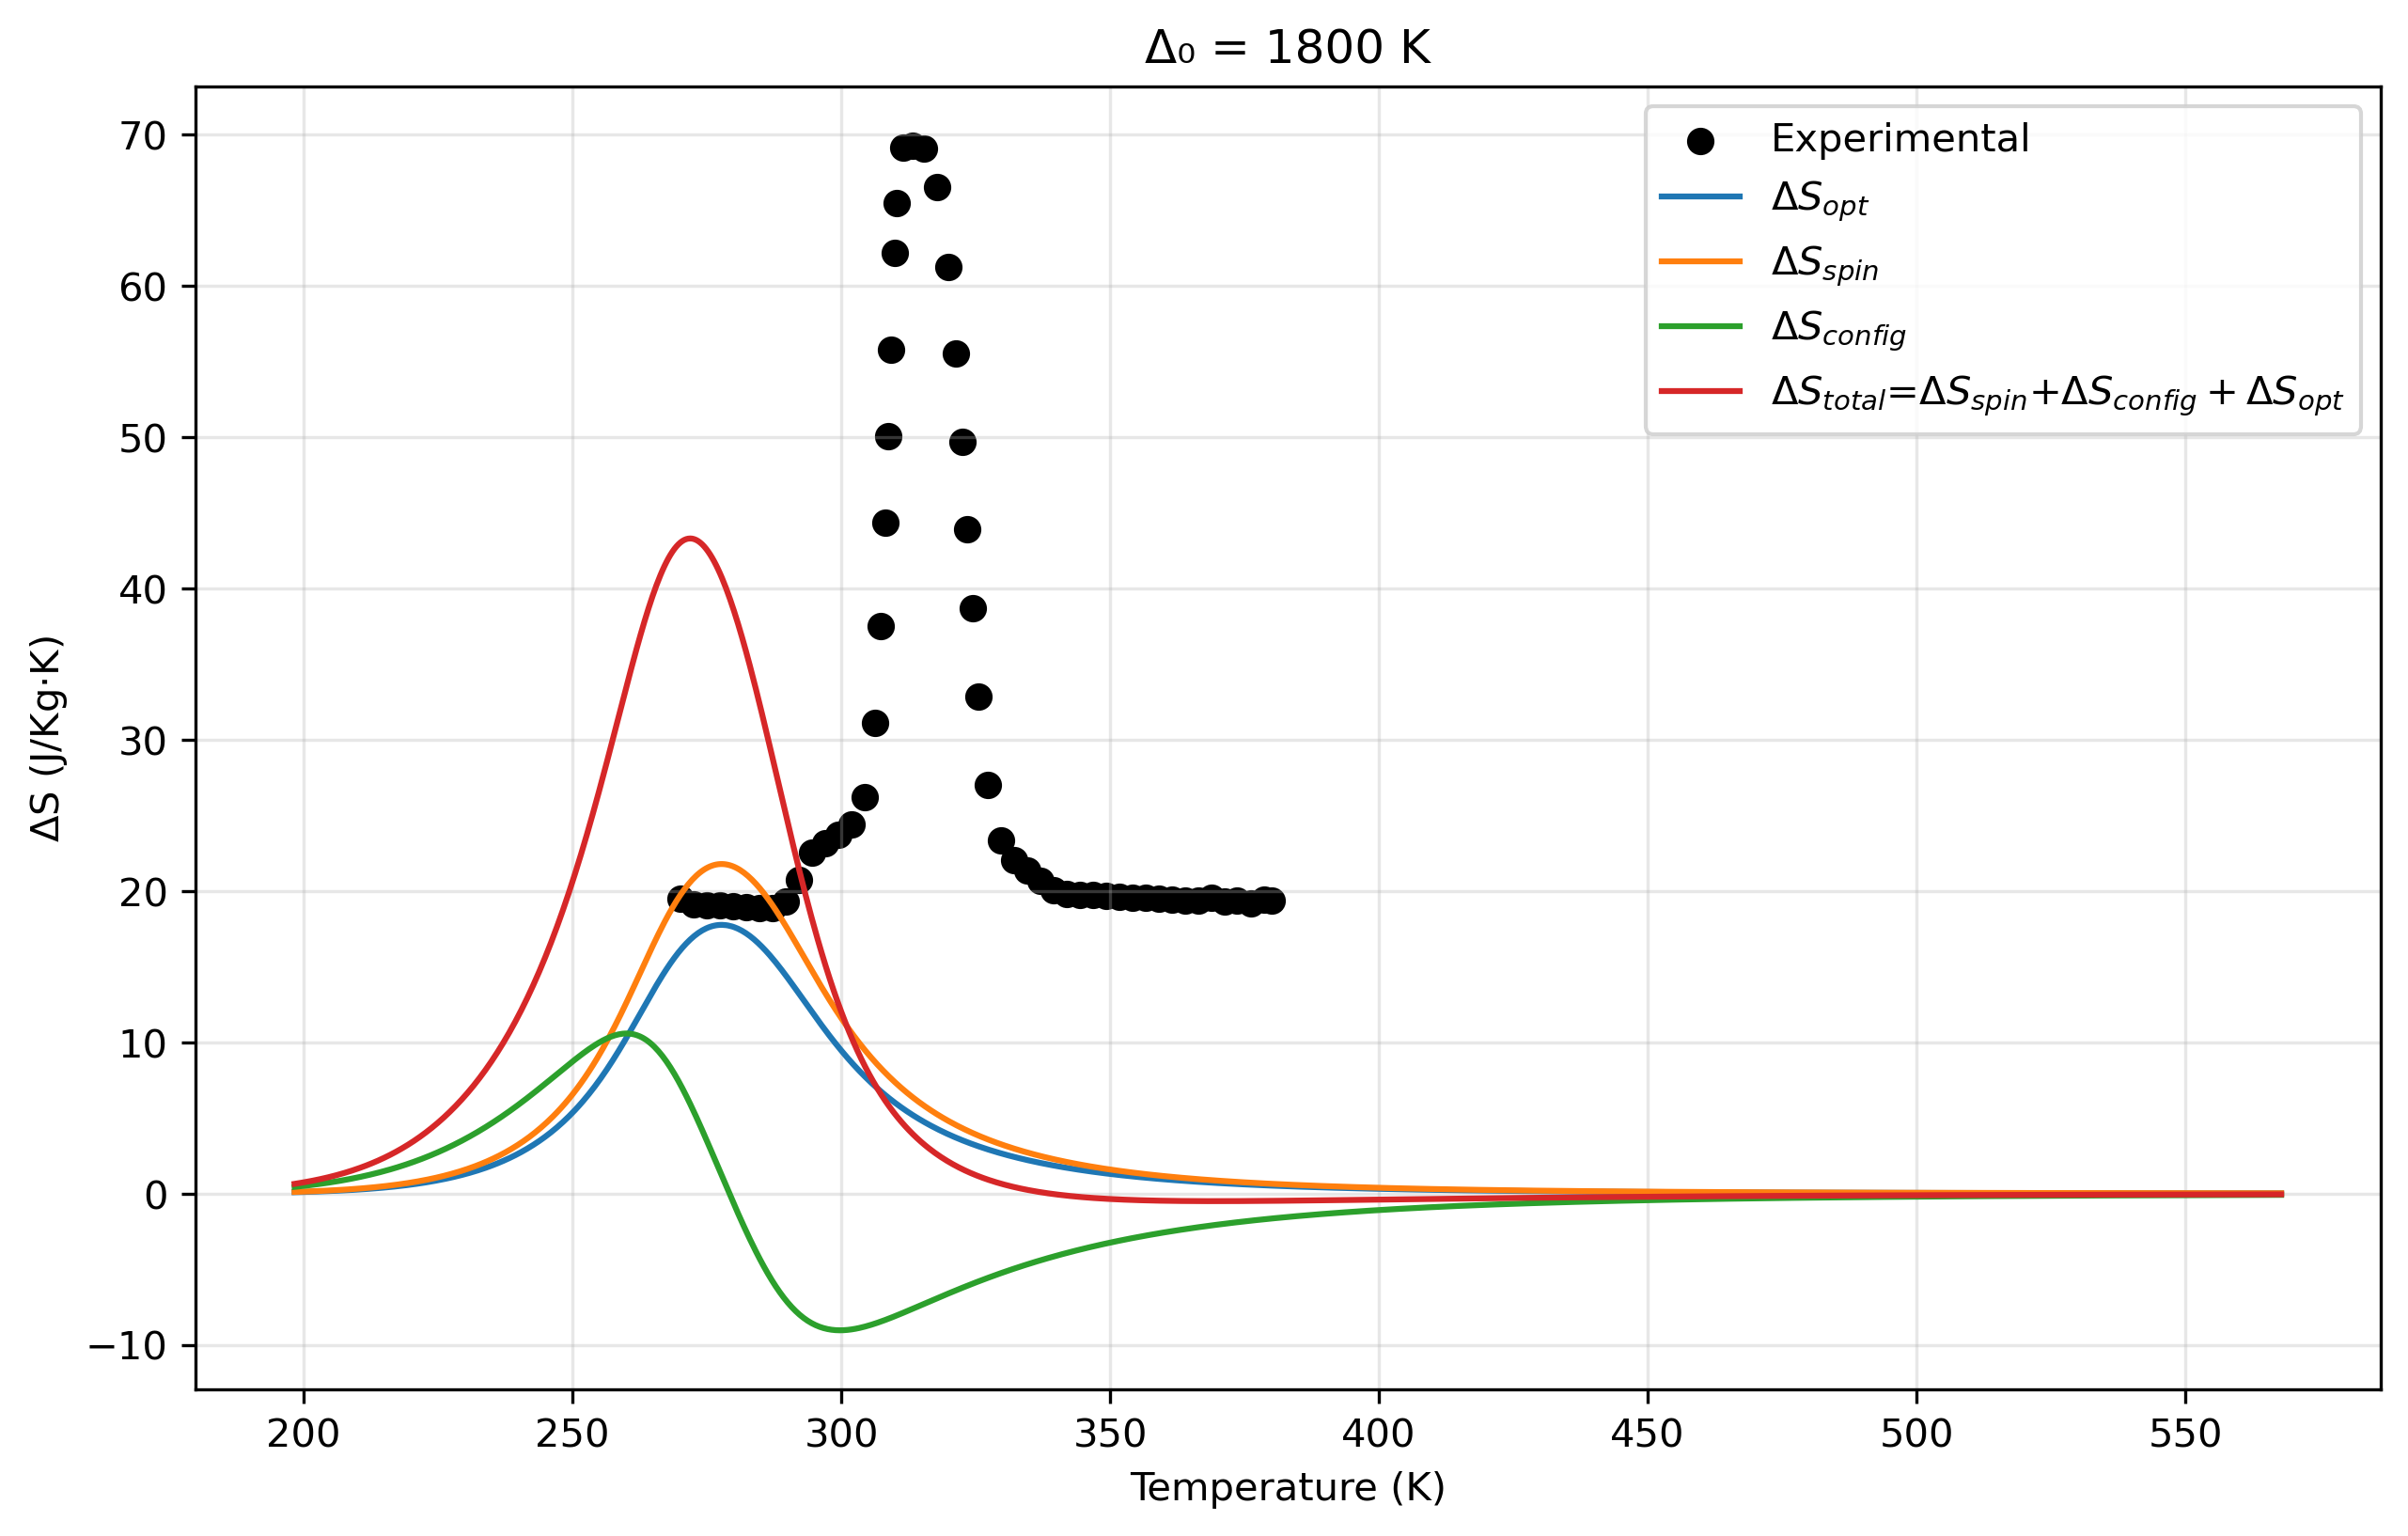 Δ₀ = 1800 K
70
60
50
40
30
20
10
0
−10
ΔS (J/Kg·K)
Experimental
ΔS_opt
ΔS_spin
ΔS_config
ΔS_total=ΔS_spin+ΔS_config + ΔS_opt
200 250 300 350 400 450 500 550
Temperature (K)